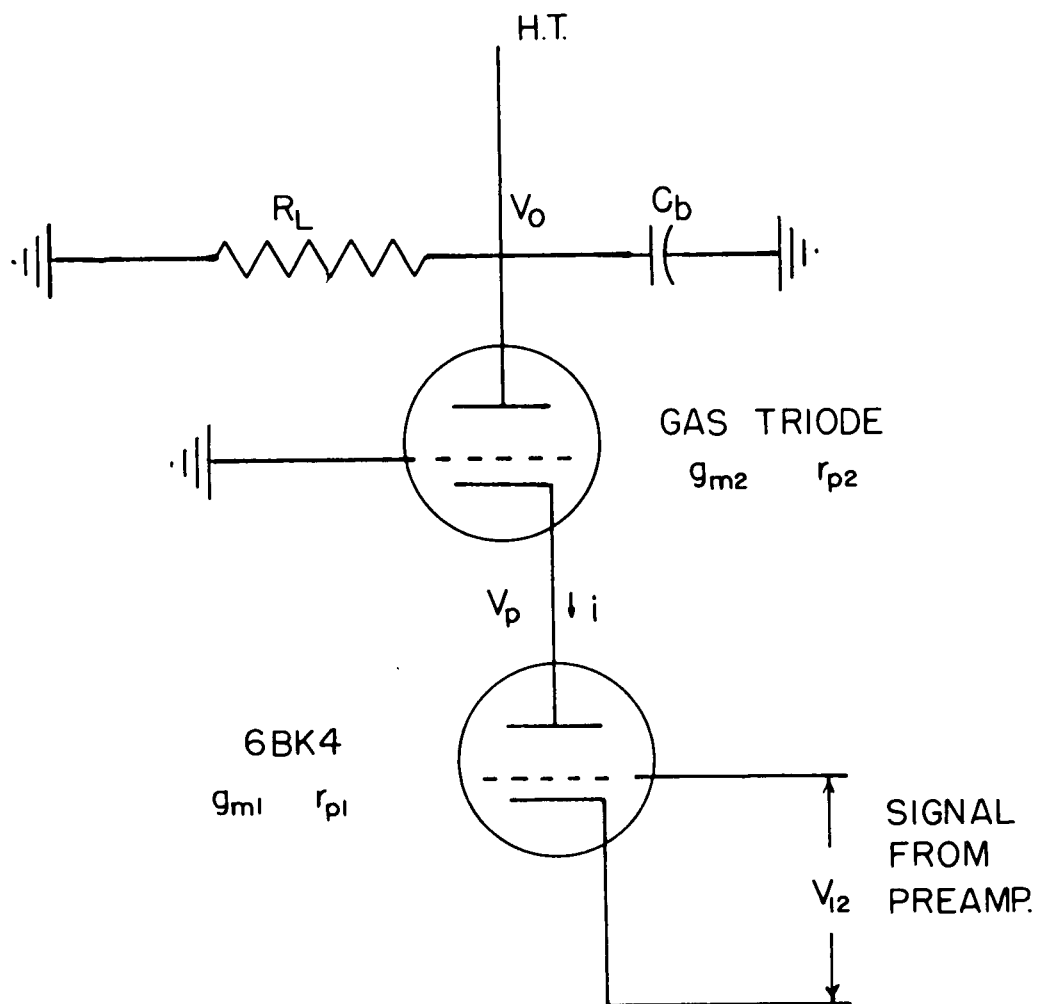 H.T.
R_L
V_O
C_b
GAS TRIODE
g_m2 r_p2
V_p
i
6BK4
g_m1 r_p1
SIGNAL
FROM
PREAMP.
V_12